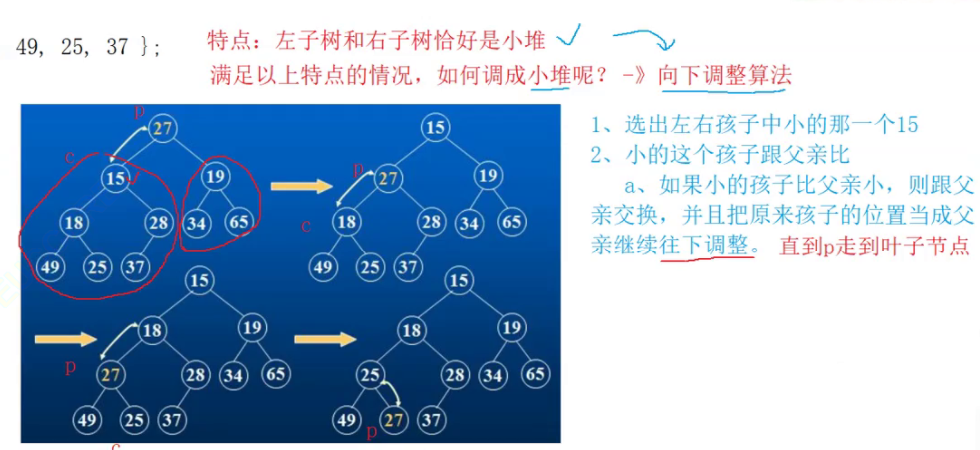 49, 25, 37 };
特点：左子树和右子树恰好是小堆
满足以上特点的情况，如何调成小堆呢？ -》向下调整算法
p
27
c
15
19
18
28
34
65
49
25
37
15
p
27
19
c
18
28
34
65
49
25
37
1、选出左右孩子中小的那一个15
2、小的这个孩子跟父亲比
a、如果小的孩子比父亲小，则跟父
亲交换，并且把原来孩子的位置当成父
亲继续往下调整。 直到p走到叶子节点
15
18
19
p
27
28
34
65
49
25
37
c
15
18
19
25
28
34
65
49
27
37
p